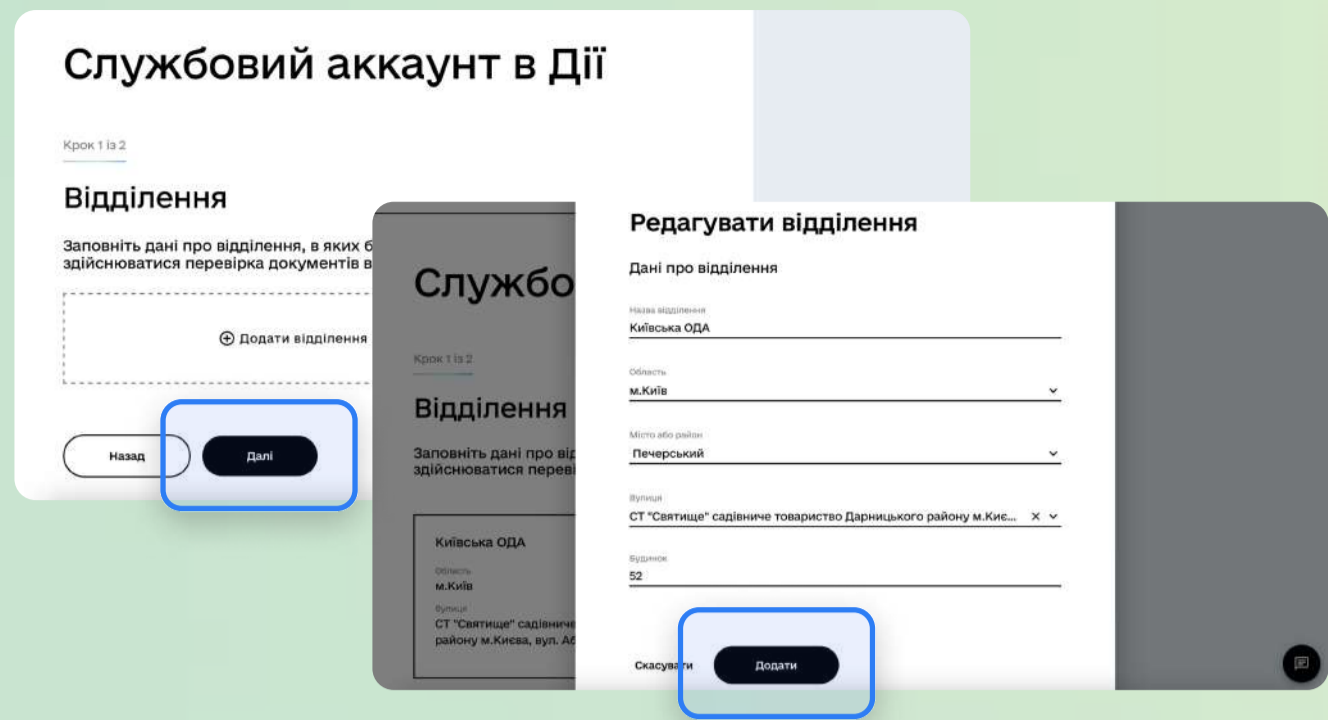 Службовий аккаунт в Дії
Крок 1 із 2
Відділення
Заповніть дані про відділення, в яких
здійснюватися перевірка документів в
Додати відділення
Назад
Далі
Службо
Крок 1 із 2
Відділення
Заповніть дані про від
здійснюватися переві
Київська ОДА
Область
м.Київ
Вулиця
СТ "Святище" садівниче
району м.Києва, вул.
Редагувати відділення
Дані про відділення
Назва відділення
Київська ОДА
Область
м.Київ
Місто або район
Печерський
Вулиця
СТ "Святище" садівниче товариство Дарницького району м.Киє...
Будинок
52
Скасувати
Додати